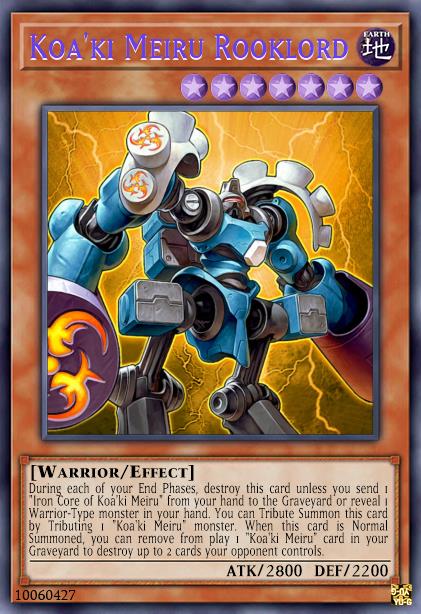 Koa'ki Meiru Rooklord
EARTH
地
[Warrior/Effect]
During each of your End Phases, destroy this card unless you send 1
"Iron Core of Koa'ki Meiru" from your hand to the Graveyard or reveal 1
Warrior-Type monster in your hand. You can Tribute Summon this card
by Tributing 1 "Koa'ki Meiru" monster. When this card is Normal
Summoned, you can remove from play 1 "Koa'ki Meiru" card in your
Graveyard to destroy up to 2 cards your opponent controls.
ATK/2800 DEF/2200
10060427